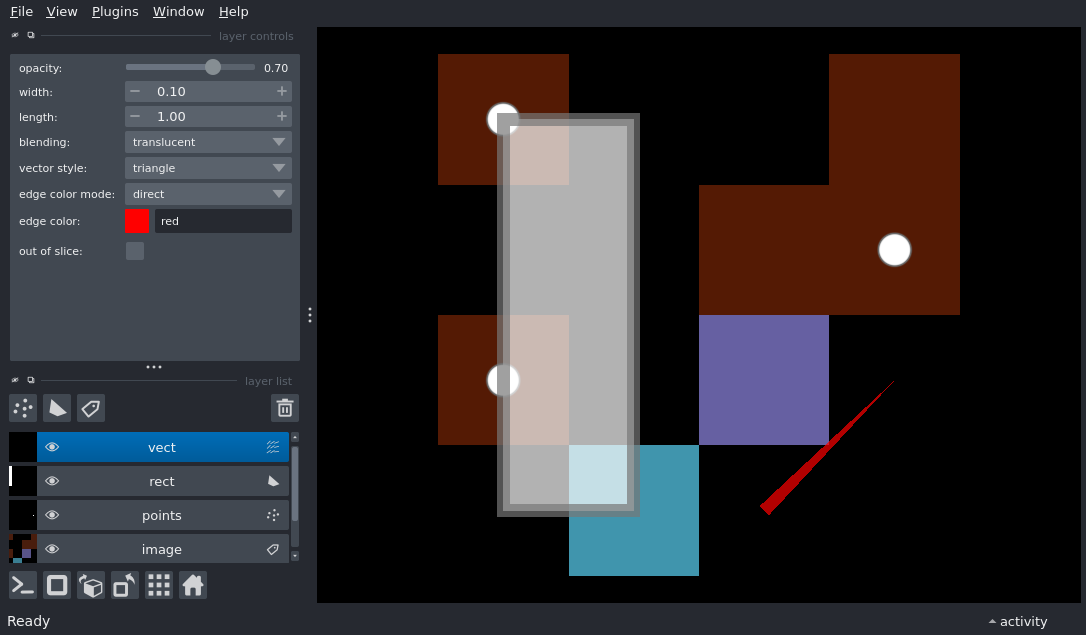 File View Plugins Window Help
layer controls
opacity: 0.70
width: 0.10
length: 1.00
blending: translucent
vector style: triangle
edge color mode: direct
edge color: red
out of slice:
layer list
vect
rect
points
image
Ready activity